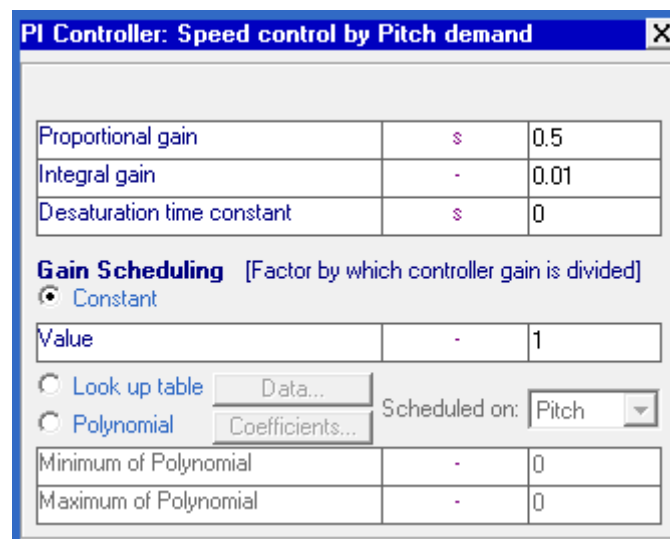 PI Controller: Speed control by Pitch demand X
Proportional gain s 0.5
Integral gain - 0.01
Desaturation time constant s 0
Gain Scheduling [Factor by which controller gain is divided]
Constant
Value - 1
Look up table Data...
Scheduled on: Pitch
Polynomial Coefficients...
Minimum of Polynomial - 0
Maximum of Polynomial - 0